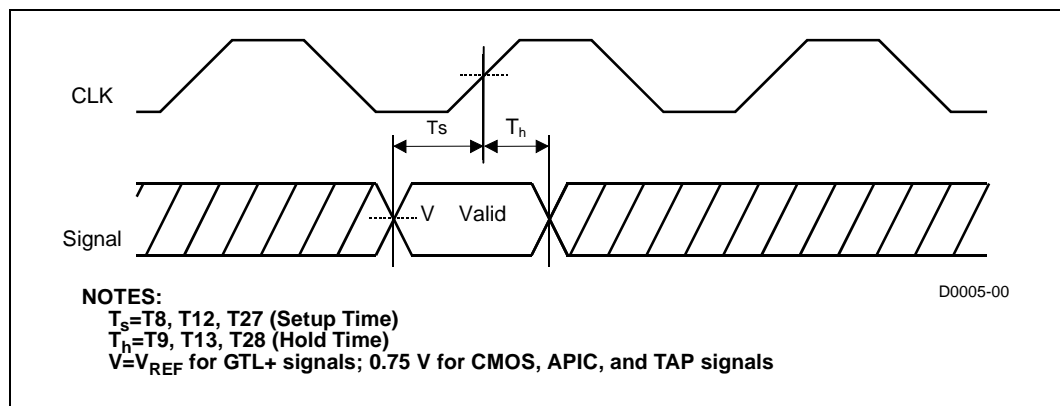 CLK
Ts
Th
V Valid
Signal
D0005-00
NOTES:
Ts=T8, T12, T27 (Setup Time)
Th=T9, T13, T28 (Hold Time)
V=VREF for GTL+ signals; 0.75 V for CMOS, APIC, and TAP signals